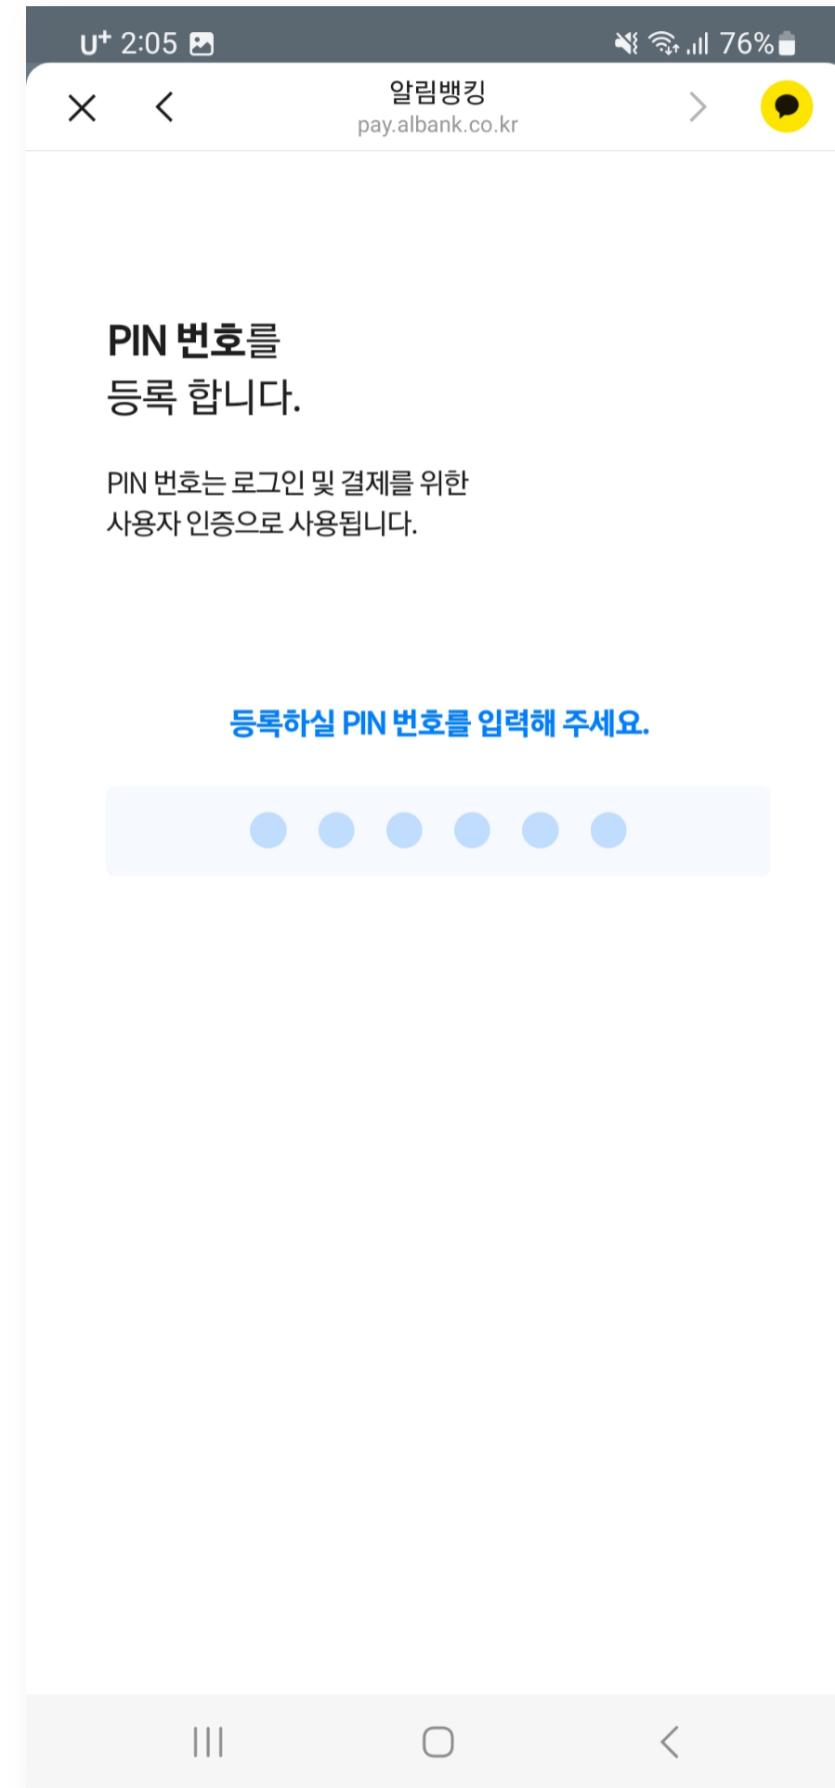 U+ 2:05 76%
알림뱅킹
pay.albank.co.kr
PIN 번호를
등록 합니다.
PIN 번호는 로그인 및 결제를 위한
사용자 인증으로 사용됩니다.
등록하실 PIN 번호를 입력해 주세요.